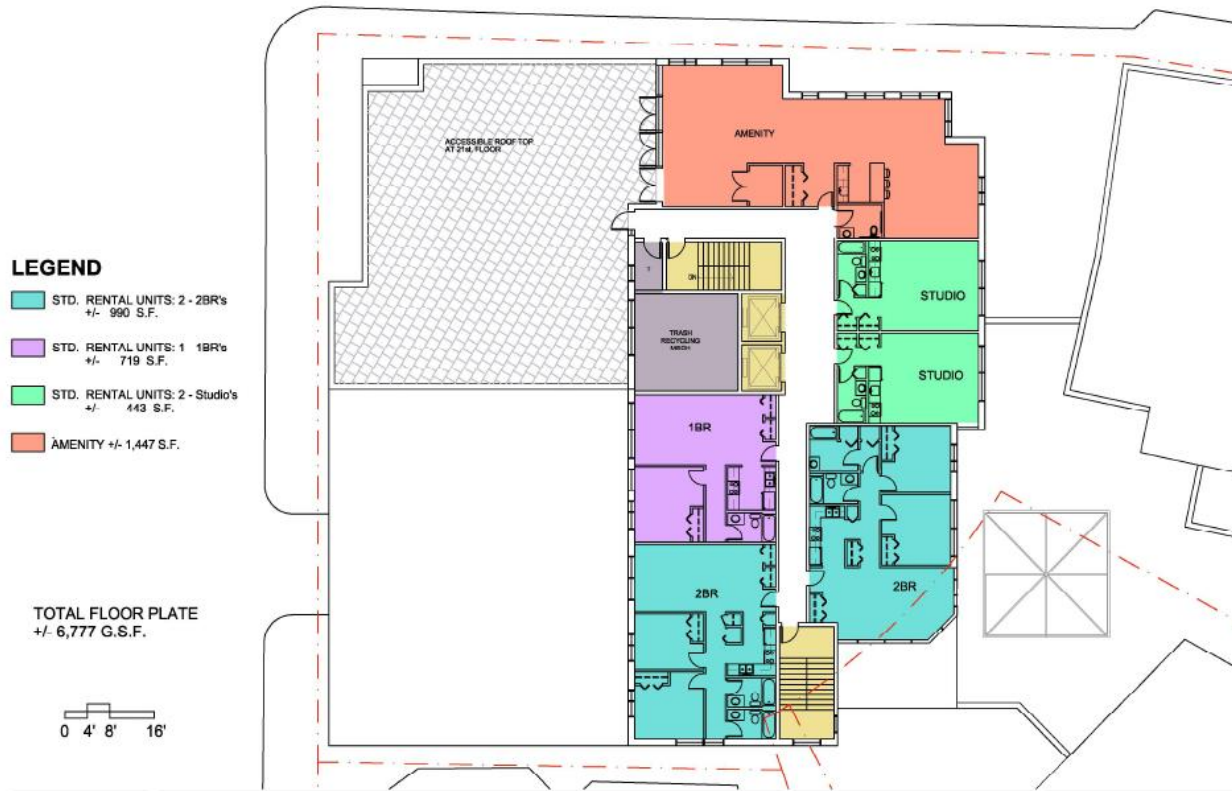 ACCESSIBLE ROOF TOP
AT 21st. FLOOR
AMENITY
LEGEND
STD. RENTAL UNITS: 2 - 2BR's
+/- 990 S.F.
STD. RENTAL UNITS: 1 1BR's
+/- 719 S.F.
STD. RENTAL UNITS: 2 - Studio's
+/- 443 S.F.
AMENITY +/- 1,447 S.F.
T
DN
STUDIO
TRASH
RECYCLING
STUDIO
1BR
2BR
2BR
TOTAL FLOOR PLATE
+/- 6,777 G.S.F.
0 4' 8' 16'